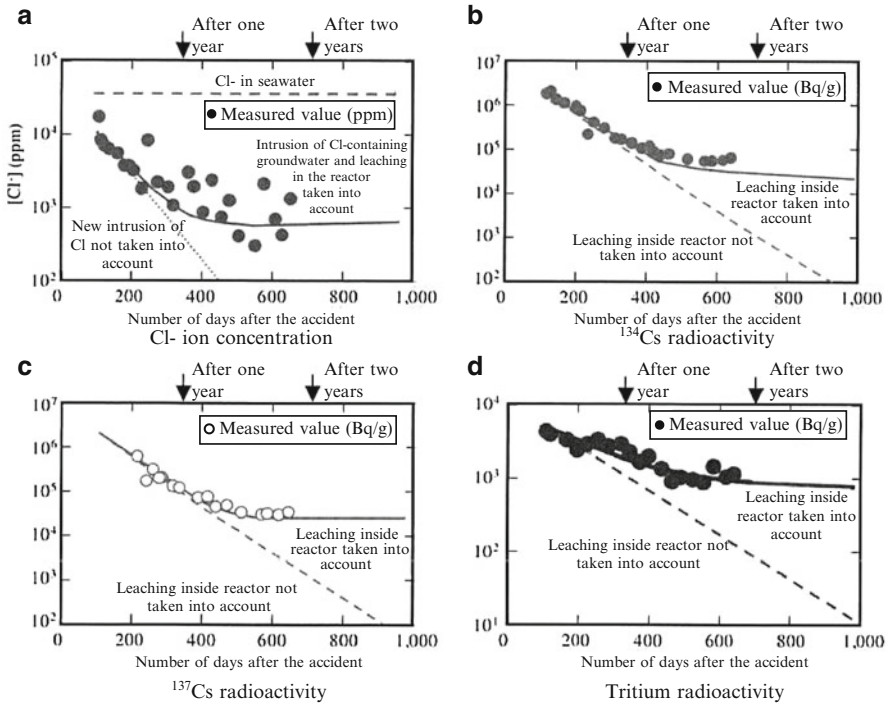 a
After one
year
After two
years
10⁵
10⁴
10³
10²
[Cl⁻] (ppm)
Cl- in seawater
Measured value (ppm)
Intrusion of Cl-containing
groundwater and leaching
in the reactor
taken into
account
New intrusion of
Cl not taken into
account
0 200 400 600 800 1,000
Number of days after the accident
Cl- ion concentration
b
After one
year
After two
years
10⁷
10⁶
10⁵
10⁴
10³
10²
Measured value (Bq/g)
Leaching inside
reactor taken into
account
Leaching inside reactor not
taken into account
0 200 400 600 800 1,000
Number of days after the accident
¹³⁴Cs radioactivity
c
After one
year
After two
years
10⁷
10⁶
10⁵
10⁴
10³
10²
Measured value (Bq/g)
Leaching inside
reactor taken into
account
Leaching inside reactor not
taken into account
0 200 400 600 800 1,000
Number of days after the accident
¹³⁷Cs radioactivity
d
After one
year
After two
years
10⁴
10³
10²
10¹
Measured value (Bq/g)
Leaching inside
reactor taken into
account
Leaching inside reactor not
taken into account
0 200 400 600 800 1,000
Number of days after the accident
Tritium radioactivity